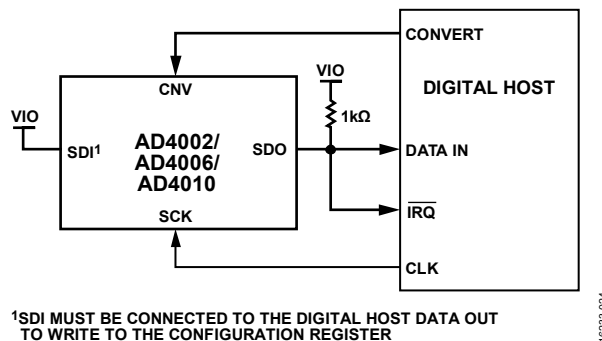 CONVERT
VIO
CNV
DIGITAL HOST
VIO
1kΩ
SDI¹
AD4002/
AD4006/
AD4010
SDO
DATA IN
IRQ
SCK
CLK
¹SDI MUST BE CONNECTED TO THE DIGITAL HOST DATA OUT
TO WRITE TO THE CONFIGURATION REGISTER